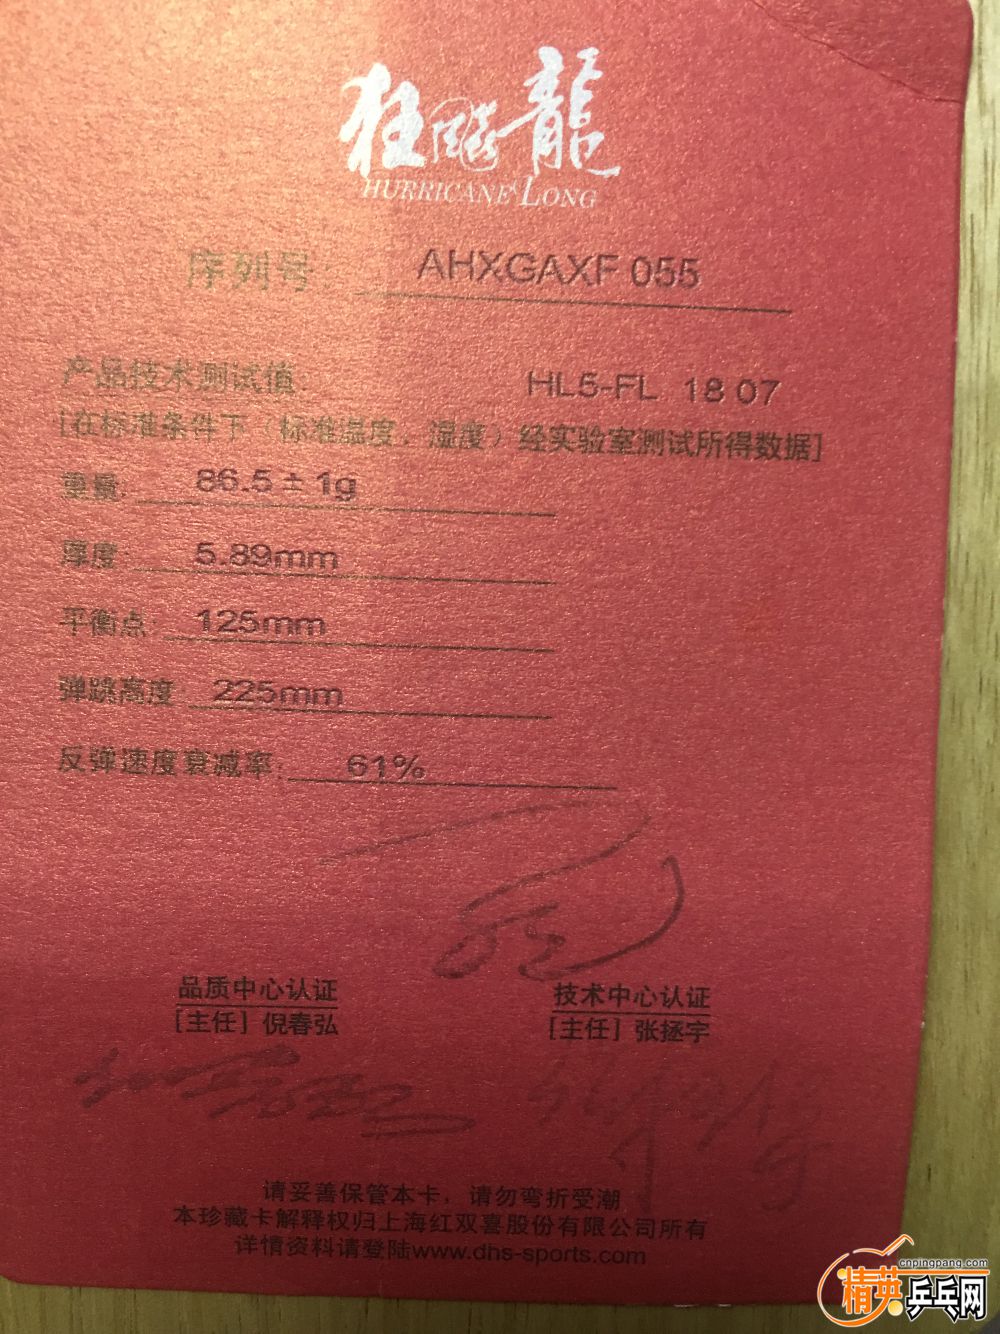 狂飚龍
HURRICANE LONG
序列号: AHXGAXF 055
产品技术测试值: HL5-FL 18 07
[在标准条件下（标准温度，湿度）经实验室测试所得数据]
重量: 86.5±1g
厚度: 5.89mm
平衡点: 125mm
弹跳高度: 225mm
反弹速度衰减率: 61%
品质中心认证 技术中心认证
[主任] 倪春弘 [主任] 张拯宇
请妥善保管本卡，请勿弯折受潮
本珍藏卡解释权归上海红双喜股份有限公司所有
详情资料请登陆www.dhs-sports.com
cnpingpang.com
精英乒乓网